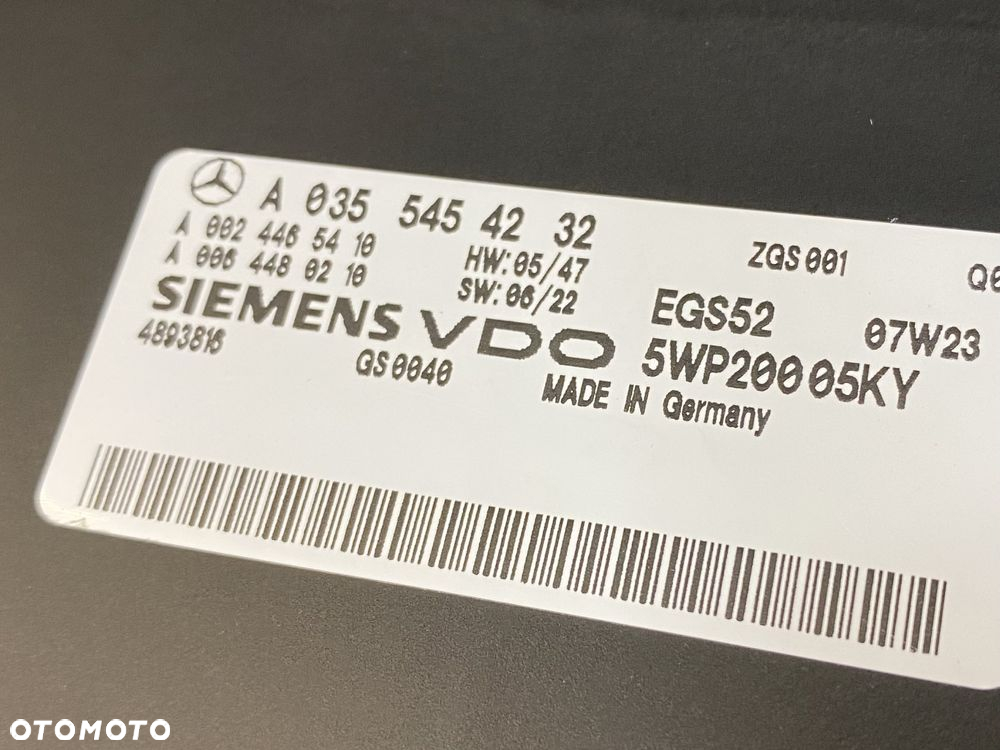 A 035 545 42 32
A 002 446 54 10
HW: 05/47
A 006 448 02 10
SW: 06/22
ZGS 001
SIEMENS VDO
EGS52
07W23
4893816
GS0040
5WP20005KY
MADE IN Germany
OTOMOTO